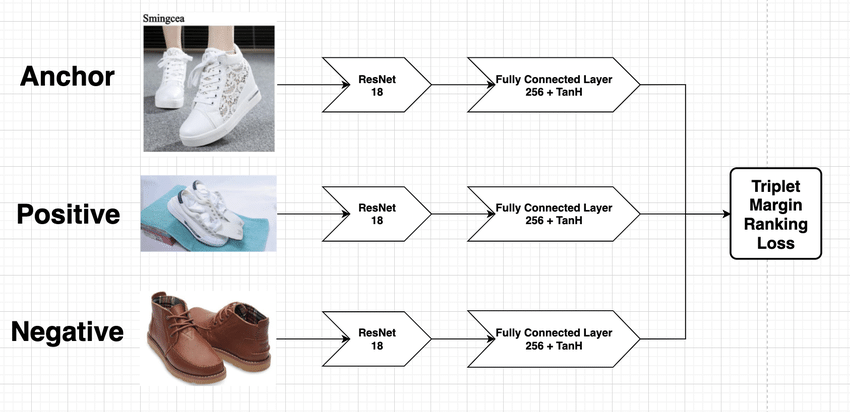 Smingcea
Anchor
ResNet
18
Fully Connected Layer
256 + TanH
Positive
ResNet
18
Fully Connected Layer
256 + TanH
Triplet
Margin
Ranking
Loss
Negative
ResNet
18
Fully Connected Layer
256 + TanH